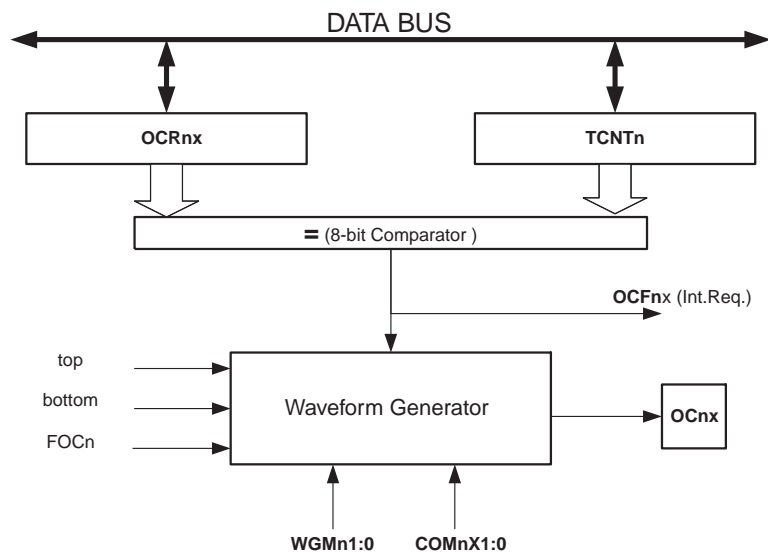 DATA BUS
OCRnx
TCNTn
= (8-bit Comparator )
OCFnx (Int.Req.)
top
bottom
FOCn
Waveform Generator
OCnx
WGMn1:0
COMnX1:0